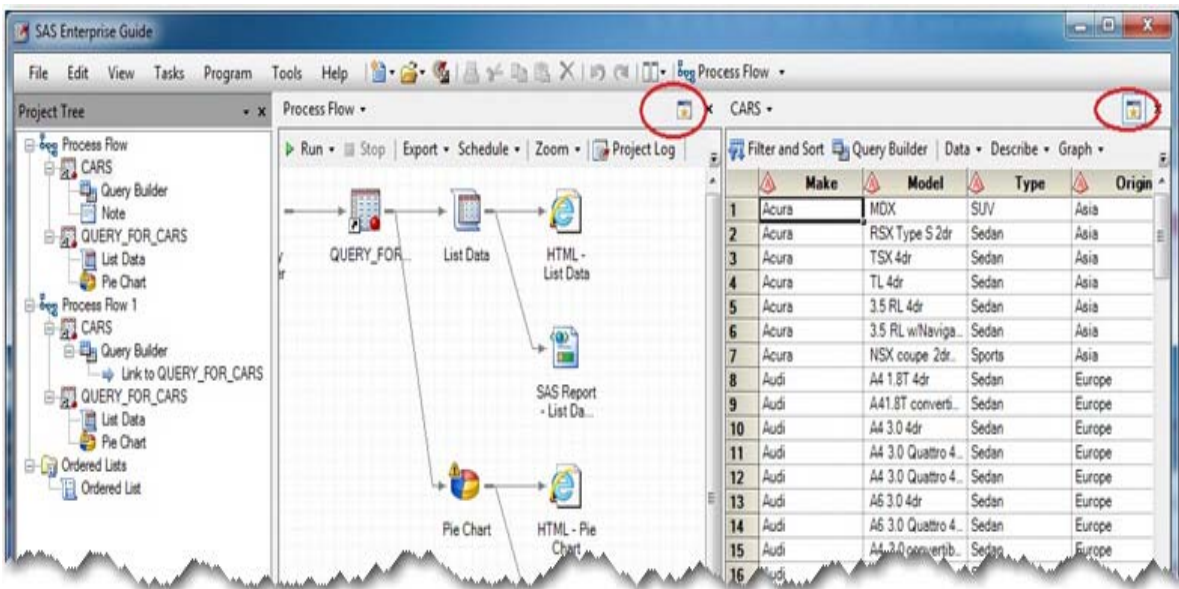 SAS Enterprise Guide
File Edit View Tasks Program Tools Help Process Flow
Project Tree
Process Flow
CARS
Query Builder
Note
QUERY_FOR_CARS
List Data
Pie Chart
Process Flow 1
CARS
Query Builder
Link to QUERY_FOR_CARS
QUERY_FOR_CARS
List Data
Pie Chart
Ordered Lists
Ordered List
Process Flow
Run Stop Export Schedule Zoom Project Log
QUERY_FOR...
List Data
HTML -
List Data
SAS Report
- List Da...
Pie Chart
HTML - Pie
Chart
CARS
Filter and Sort Query Builder Data Describe Graph
Make Model Type Origin
1 Acura MDX SUV Asia
2 Acura RSX Type S 2dr Sedan Asia
3 Acura TSX 4dr Sedan Asia
4 Acura TL 4dr Sedan Asia
5 Acura 3.5 RL 4dr Sedan Asia
6 Acura 3.5 RL w/Naviga... Sedan Asia
7 Acura NSX coupe 2dr... Sports Asia
8 Audi A4 1.8T 4dr Sedan Europe
9 Audi A41.8T converti... Sedan Europe
10 Audi A4 3.0 4dr Sedan Europe
11 Audi A4 3.0 Quattro 4... Sedan Europe
12 Audi A4 3.0 Quattro 4... Sedan Europe
13 Audi A6 3.0 4dr Sedan Europe
14 Audi A6 3.0 Quattro 4... Sedan Europe
15 Audi A4 3.0 convertib... Sedan Europe
16 Audi